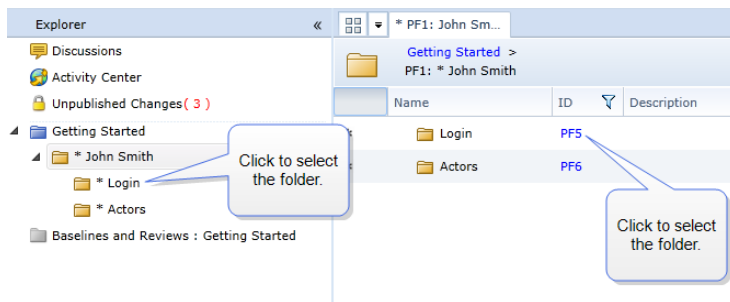 Explorer «
Discussions
Activity Center
Unpublished Changes( 3 )
Getting Started
* John Smith
* Login
* Actors
Baselines and Reviews : Getting Started
Click to select
the folder.
* PF1: John Sm...
Getting Started >
PF1: * John Smith
Name ID Description
Login PF5
Actors PF6
Click to select
the folder.